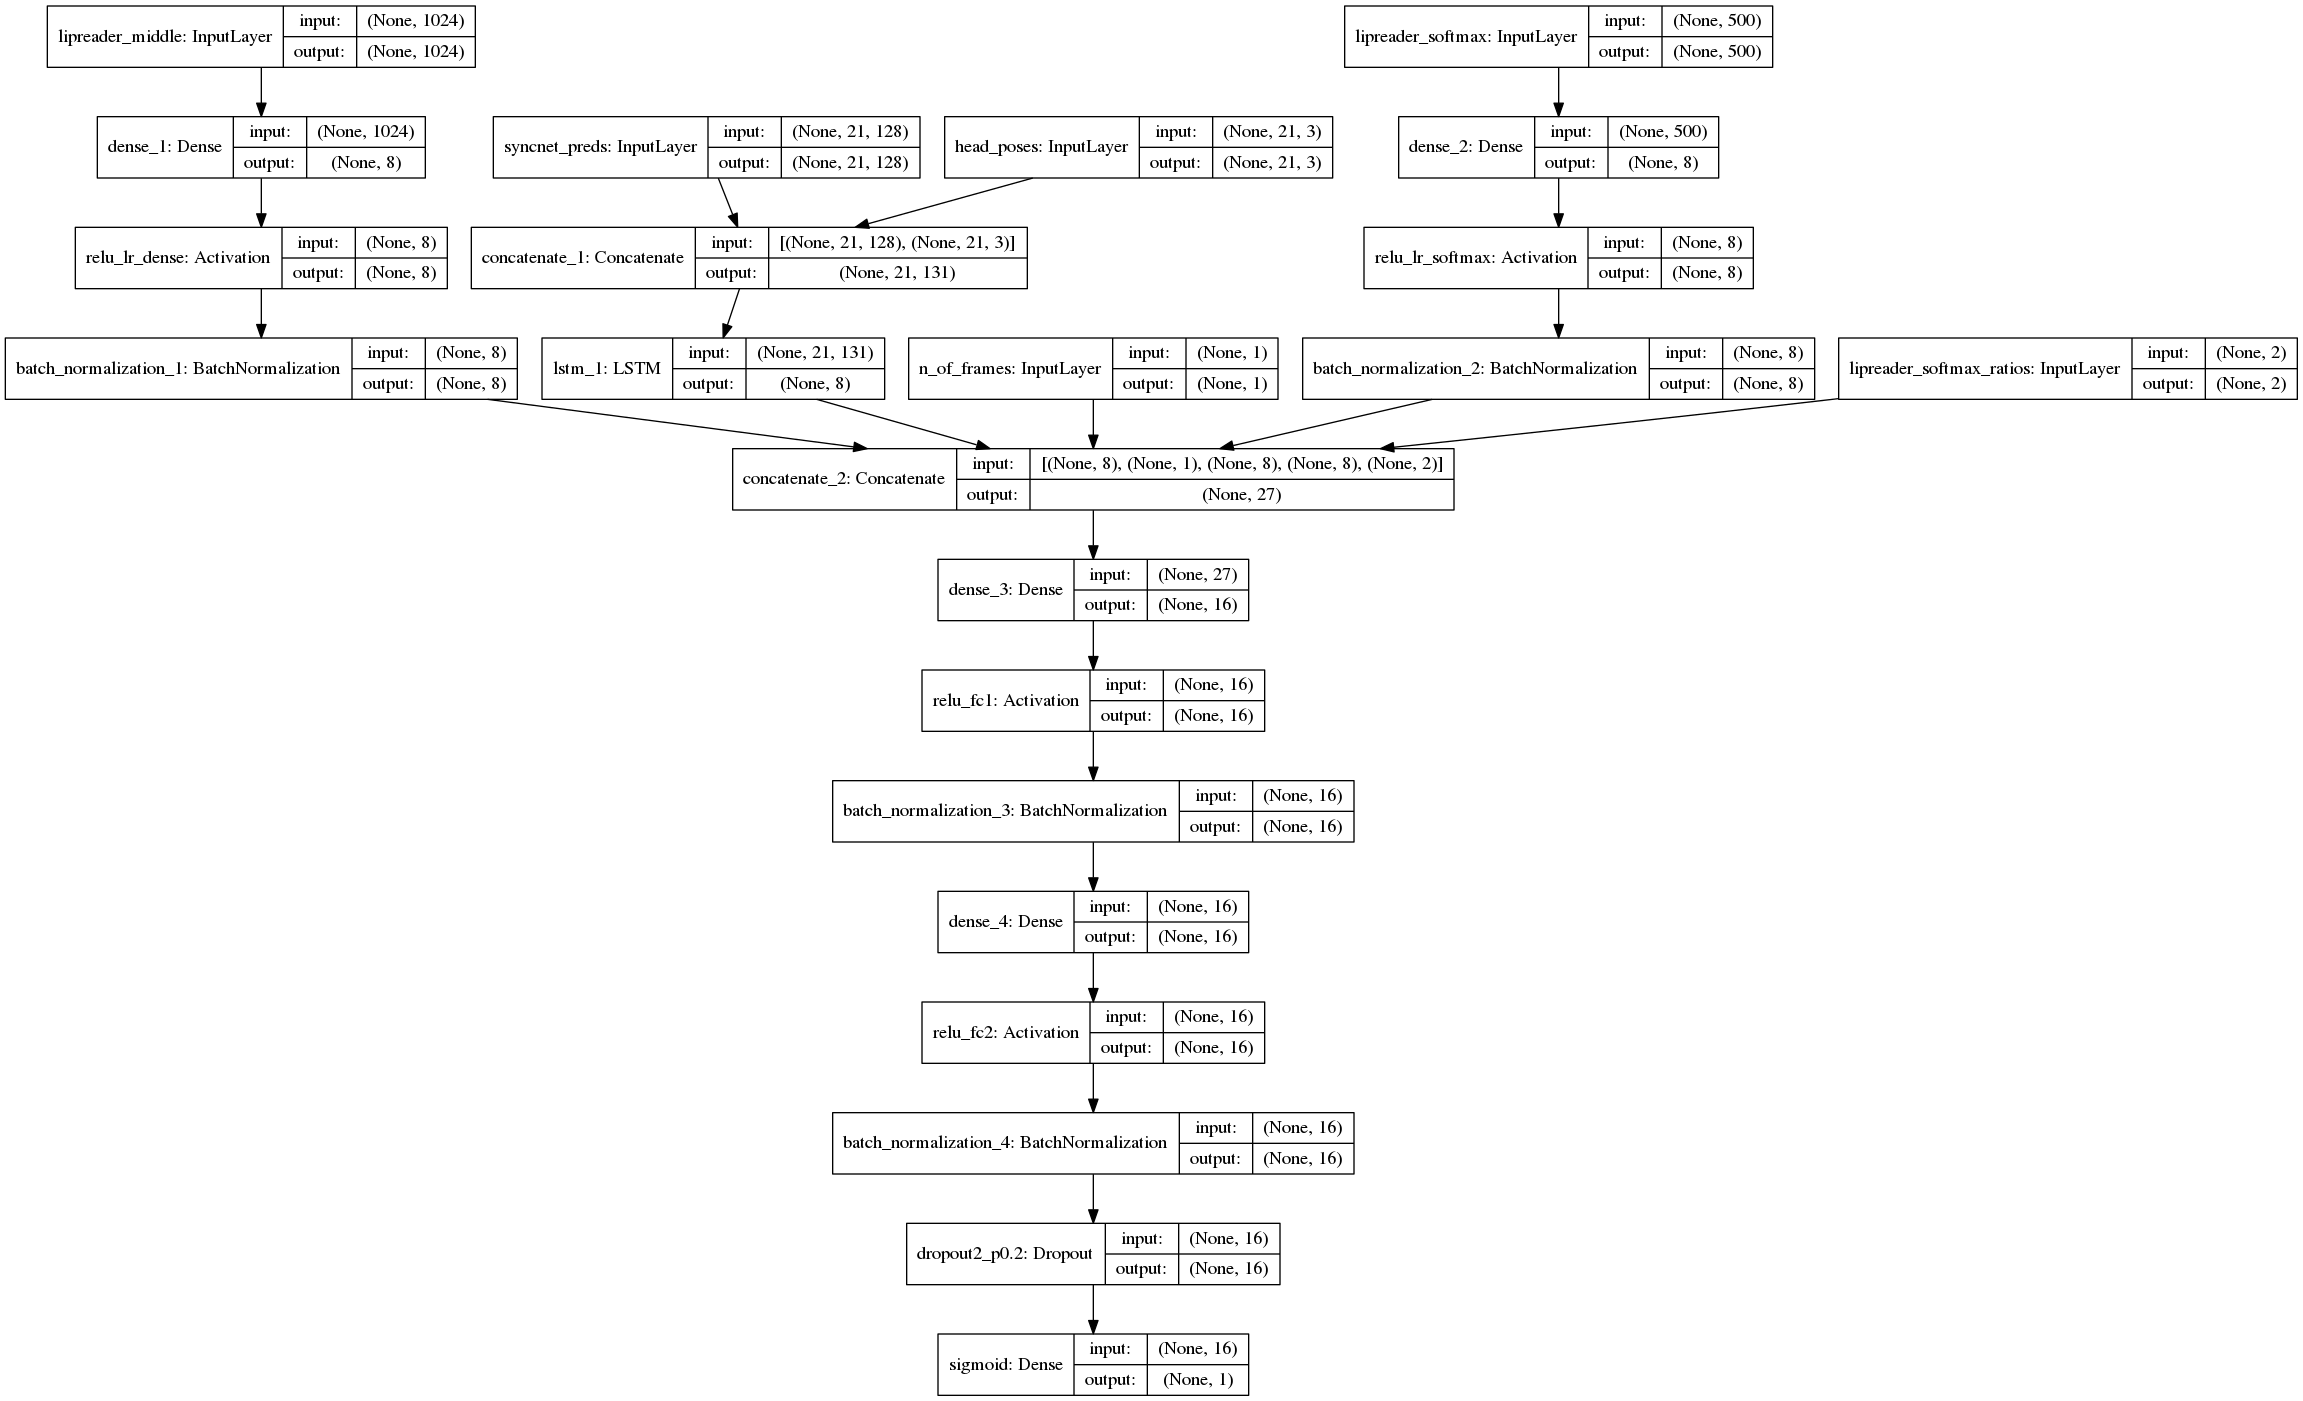 lipreader_middle: InputLayer
input: (None, 1024)
output: (None, 1024)
lipreader_softmax: InputLayer
input: (None, 500)
output: (None, 500)
dense_1: Dense
input: (None, 1024)
output: (None, 8)
syncnet_preds: InputLayer
input: (None, 21, 128)
output: (None, 21, 128)
head_poses: InputLayer
input: (None, 21, 3)
output: (None, 21, 3)
dense_2: Dense
input: (None, 500)
output: (None, 8)
relu_lr_dense: Activation
input: (None, 8)
output: (None, 8)
concatenate_1: Concatenate
input: [(None, 21, 128), (None, 21, 3)]
output: (None, 21, 131)
relu_lr_softmax: Activation
input: (None, 8)
output: (None, 8)
batch_normalization_1: BatchNormalization
input: (None, 8)
output: (None, 8)
lstm_1: LSTM
input: (None, 21, 131)
output: (None, 8)
n_of_frames: InputLayer
input: (None, 1)
output: (None, 1)
batch_normalization_2: BatchNormalization
input: (None, 8)
output: (None, 8)
lipreader_softmax_ratios: InputLayer
input: (None, 2)
output: (None, 2)
concatenate_2: Concatenate
input: [(None, 8), (None, 1), (None, 8), (None, 8), (None, 2)]
output: (None, 27)
dense_3: Dense
input: (None, 27)
output: (None, 16)
relu_fc1: Activation
input: (None, 16)
output: (None, 16)
batch_normalization_3: BatchNormalization
input: (None, 16)
output: (None, 16)
dense_4: Dense
input: (None, 16)
output: (None, 16)
relu_fc2: Activation
input: (None, 16)
output: (None, 16)
batch_normalization_4: BatchNormalization
input: (None, 16)
output: (None, 16)
dropout2_p0.2: Dropout
input: (None, 16)
output: (None, 16)
sigmoid: Dense
input: (None, 16)
output: (None, 1)